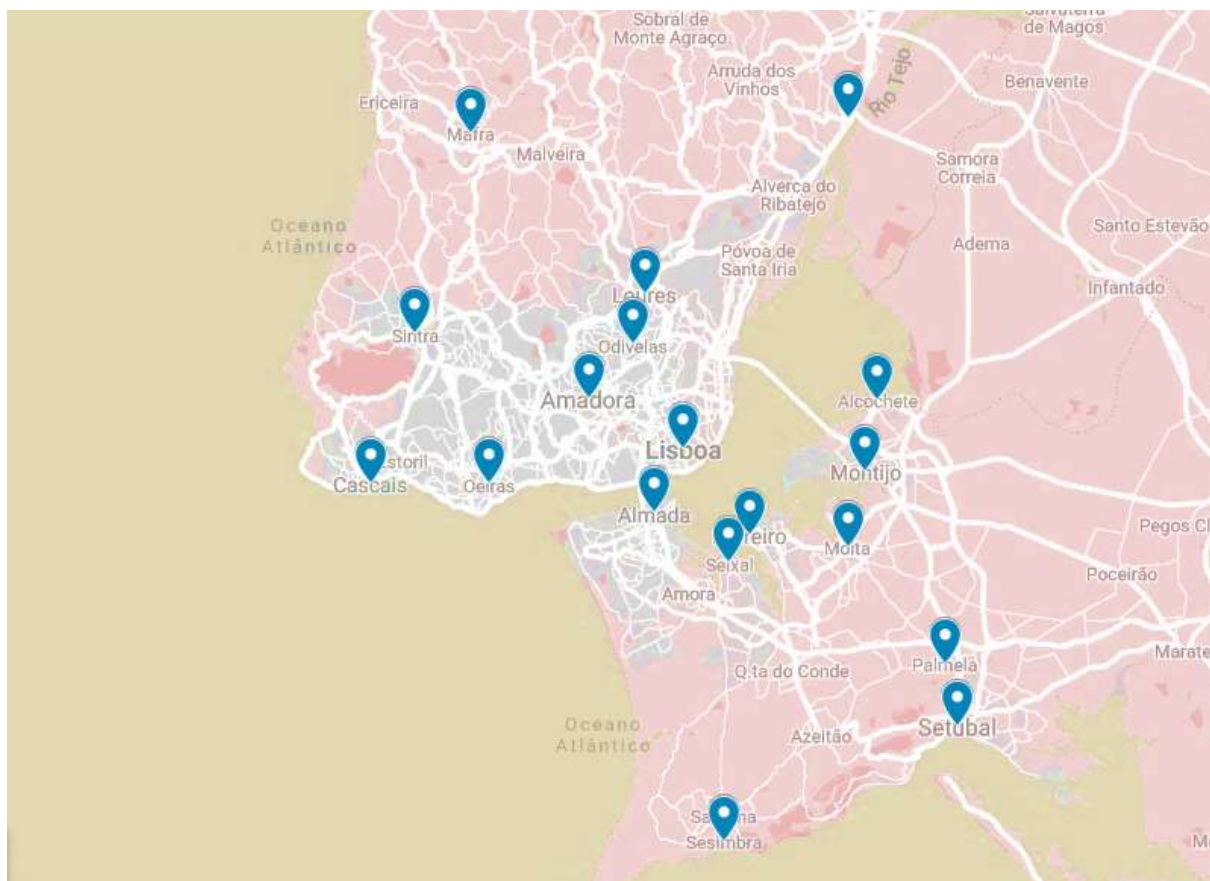 Sobral de
Monte Agraço
de Magos
Arruda dos
Vinhos
Rio Tejo
Benavente
Ericeira
Mafra
Malveira
Samora
Correia
Alverca do
Ribatejo
Oceano
Atlântico
Santo Estevão
Adema
Póvoa de
Santa Iria
Infantado
Loures
Sintra
Odivelas
Amadora
Alcochete
Lisboa
Estoril
Cascais
Oeiras
Montijo
Almada
Pegos
Moita
Seixal
Poceirão
Amora
Palmela
Q.ta do Conde
Oceano
Atlântico
Azeitão
Setúbal
Sesimbra